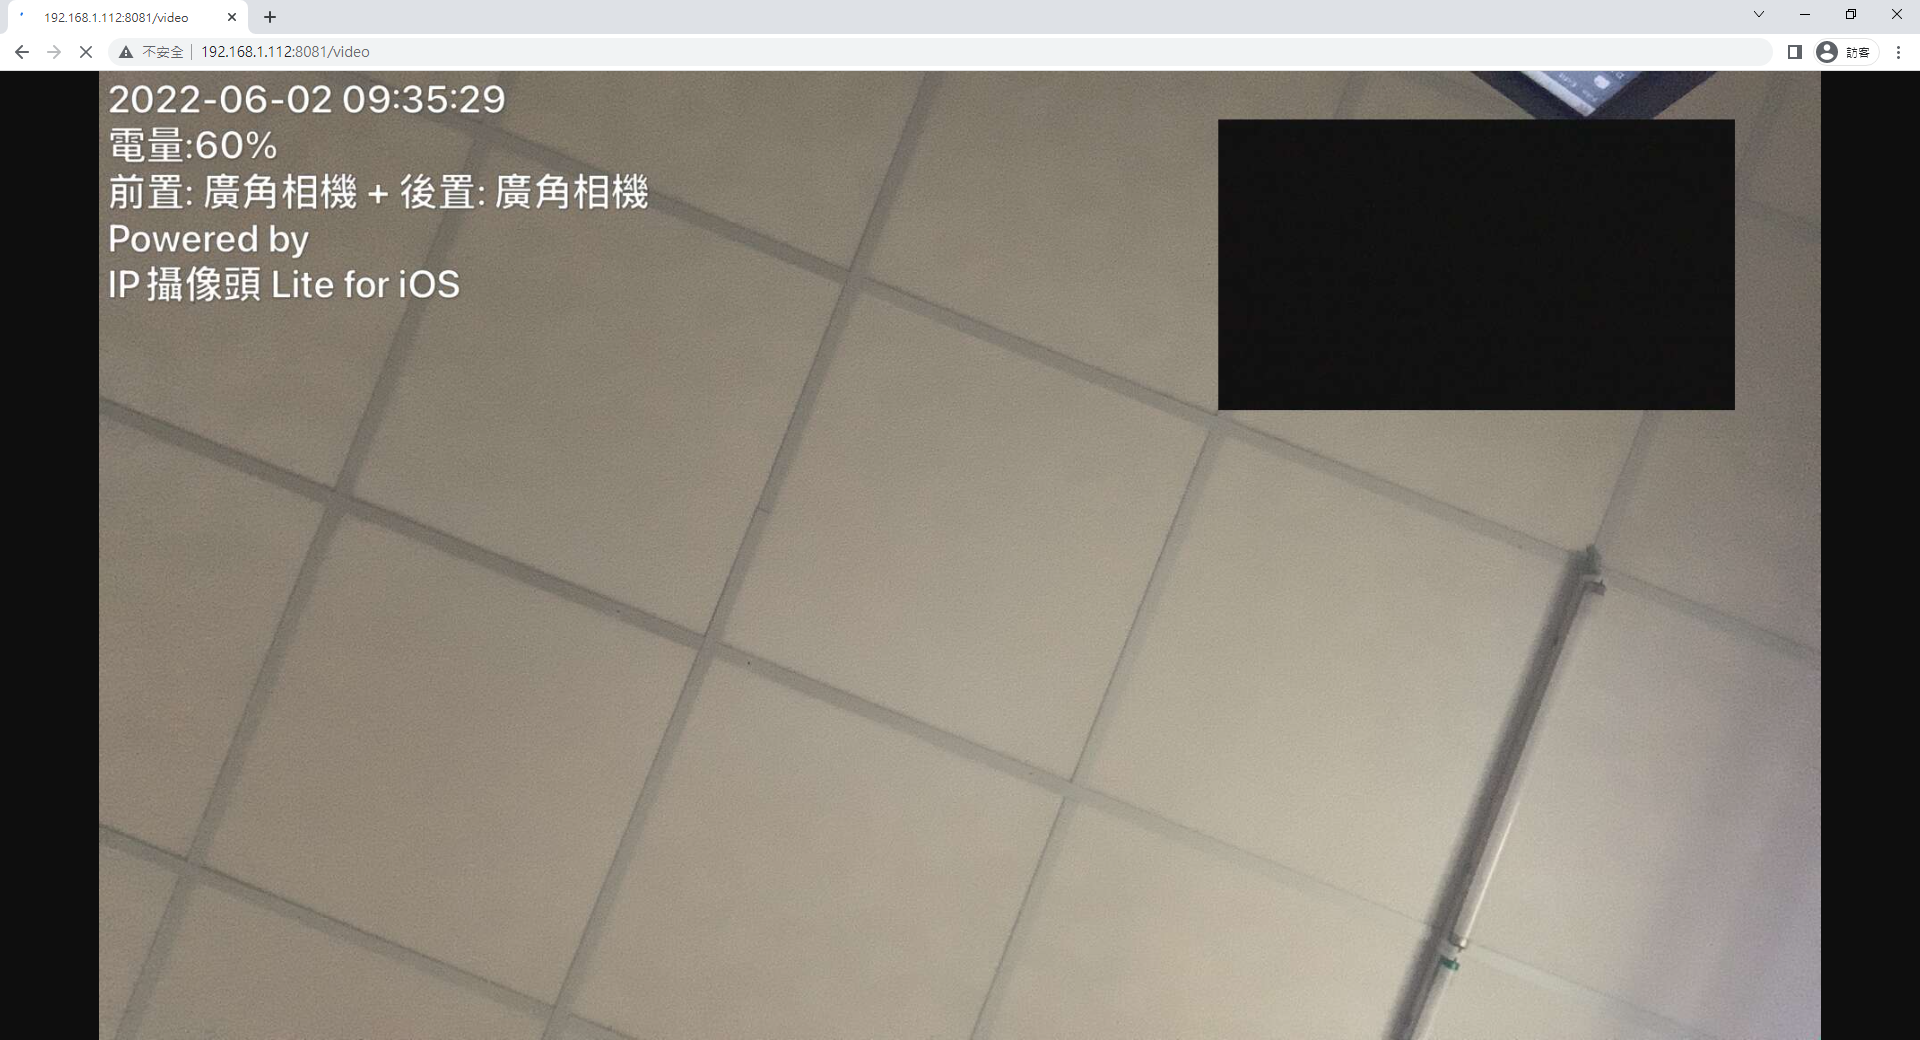 192.168.1.112:8081/video
不安全 192.168.1.112:8081/video
訪客
2022-06-02 09:35:29
電量:60%
前置: 廣角相機 + 後置: 廣角相機
Powered by
IP 攝像頭 Lite for iOS